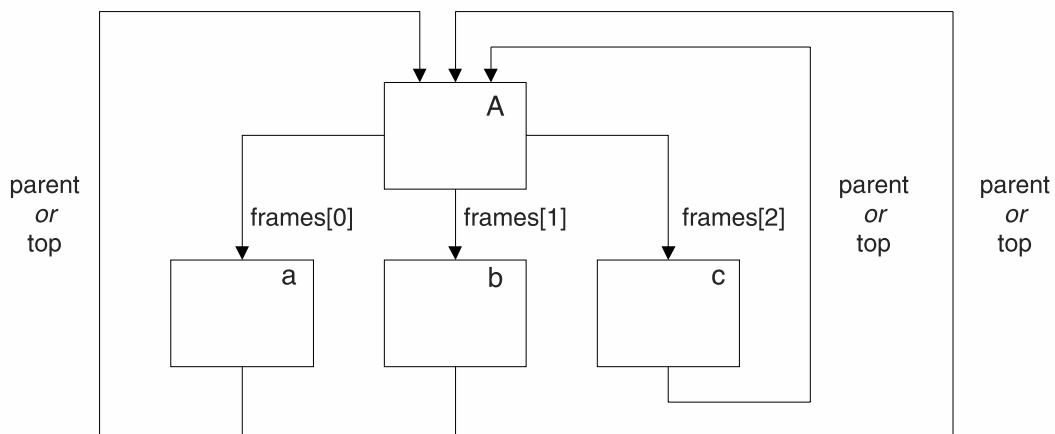 A
parent
or
top
frames[0]
frames[1]
frames[2]
parent
or
top
parent
or
top
a
b
c